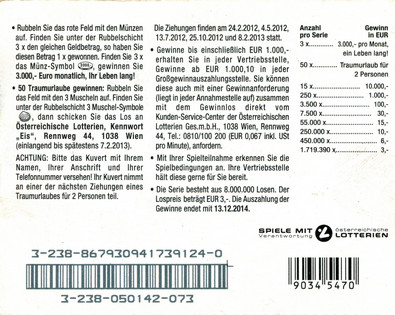 • Rubbeln Sie das rote Feld mit den Münzen
auf. Finden Sie unter der Rubbelschicht
3 x den gleichen Geldbetrag, so haben Sie
diesen Betrag 1 x gewonnen. Finden Sie 3 x
das Münz-Symbol, gewinnen Sie
3.000,- Euro monatlich, Ihr Leben lang!
• 50 Traumurlaube gewinnen: Rubbeln Sie
das Feld mit den 3 Muscheln auf. Finden Sie
unter der Rubbelschicht 3 Muschel-Symbole
, dann schicken Sie das Los an
Österreichische Lotterien, Kennwort
„Eis“, Rennweg 44, 1038 Wien
(einlangend bis spätestens 7.2.2013).
ACHTUNG: Bitte das Kuvert mit Ihrem
Namen, Ihrer Anschrift und Ihrer
Telefonnummer versehen! Ihr Kuvert nimmt
an einer der nächsten Ziehungen eines
Traumurlaubes für 2 Personen teil.
Die Ziehungen finden am 24.2.2012, 4.5.2012,
13.7.2012, 25.10.2012 und 8.2.2013 statt.
• Gewinne bis einschließlich EUR 1.000,-
erhalten Sie in jeder Vertriebsstelle,
Gewinne ab EUR 1.000,10 in jeder
Großgewinnauszahlungsstelle. Sie können
diese auch mit einer Gewinnanforderung
(liegt in jeder Annahmestelle auf) zusammen
mit dem Gewinnlos direkt vom
Kunden-Service-Center der Österreichischen
Lotterien Ges.m.b.H., 1038 Wien, Rennweg
44, Tel.: 0810/100 200 (EUR 0,067 inkl. USt
pro Minute), anfordern.
• Mit Ihrer Spielteilnahme erkennen Sie die
Spielbedingungen an. Ihre Vertriebsstelle
hält diese gerne für Sie bereit.
• Die Serie besteht aus 8.000.000 Losen. Der
Lospreis beträgt EUR 3,-. Die Auszahlung der
Gewinne endet mit 13.12.2014.
Anzahl Gewinn
pro Serie in EUR
3 x 3.000,- pro Monat,
ein Leben lang!
50 x Traumurlaub für
2 Personen
15 x 10.000,-
250 x 1.000,-
3.500 x 100,-
7.500 x 30,-
55.000 x 15,-
250.000 x 10,-
450.000 x 6,-
1.719.390 x 3,-
SPIELE MIT österreichische
Verantwortung LOTTERIEN
3-238-867930941739124-0
3-238-050142-073
9034 5470